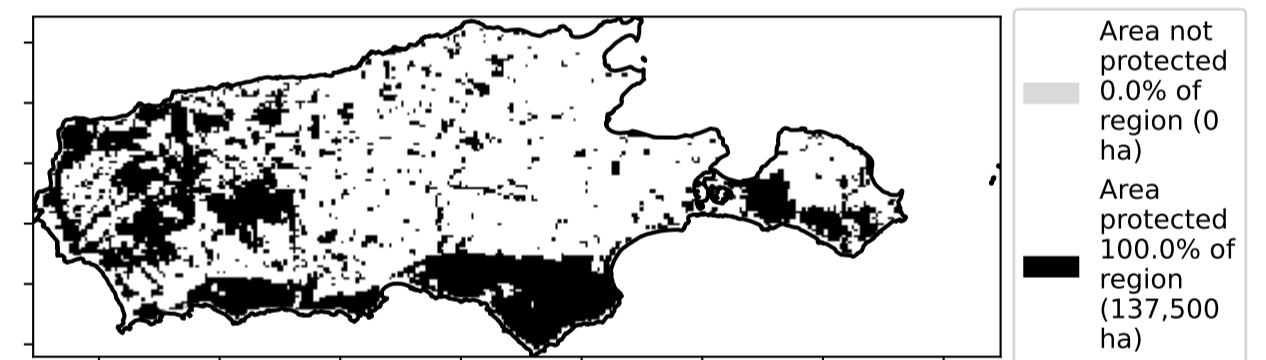 Area not
protected
0.0% of
region (0
ha)
Area
protected
100.0% of
region
(137,500
ha)